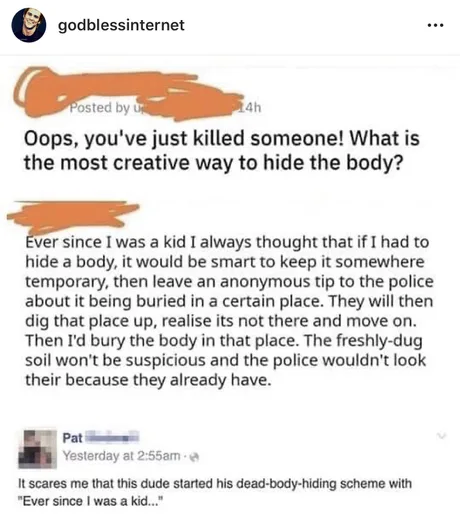 godblessinternet
Posted by u 14h
Oops, you've just killed someone! What is
the most creative way to hide the body?
Ever since I was a kid I always thought that if I had to
hide a body, it would be smart to keep it somewhere
temporary, then leave an anonymous tip to the police
about it being buried in a certain place. They will then
dig that place up, realise its not there and move on.
Then I'd bury the body in that place. The freshly-dug
soil won't be suspicious and the police wouldn't look
their because they already have.
Pat
Yesterday at 2:55am ·
It scares me that this dude started his dead-body-hiding scheme with
"Ever since I was a kid..."